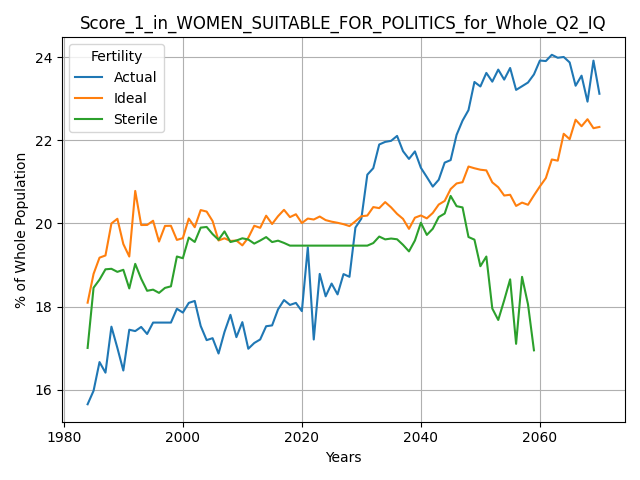 Score_1_in_WOMEN_SUITABLE_FOR_POLITICS_for_Whole_Q2_IQ
Fertility
Actual
Ideal
Sterile
24
22
20
18
16
% of Whole Population
1980 2000 2020 2040 2060
Years